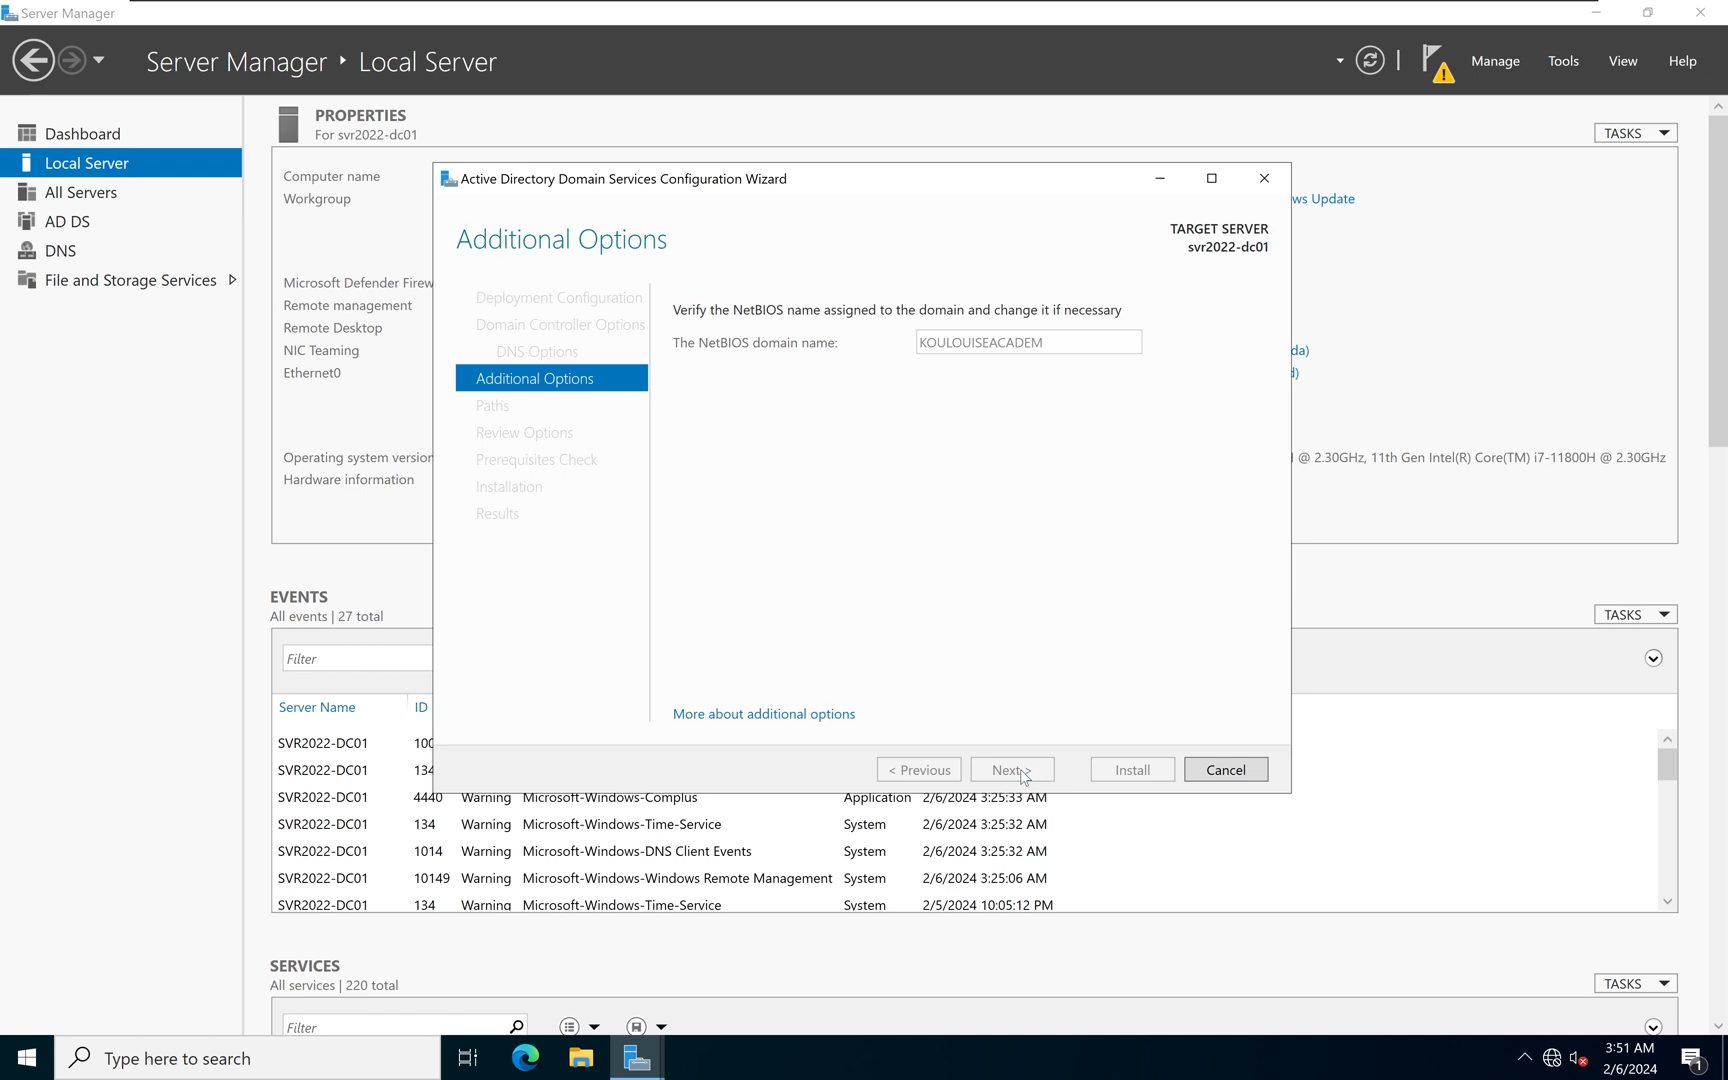 Server Manager
Server Manager ‣ Local Server
Manage
Tools
View
Help
Dashboard
Local Server
All Servers
AD DS
DNS
File and Storage Services
PROPERTIES
For svr2022-dc01
TASKS
Computer name
Workgroup
Microsoft Defender Firew
Remote management
Remote Desktop
NIC Teaming
Ethernet0
Operating system version
Hardware information
ws Update
da)
d)
@ 2.30GHz, 11th Gen Intel(R) Core(TM) i7-11800H @ 2.30GHz
Active Directory Domain Services Configuration Wizard
Additional Options
TARGET SERVER
svr2022-dc01
Deployment Configuration
Domain Controller Options
DNS Options
Additional Options
Paths
Review Options
Prerequisites Check
Installation
Results
Verify the NetBIOS name assigned to the domain and change it if necessary
The NetBIOS domain name:
KOULOUISEACADEM
More about additional options
< Previous
Next >
Install
Cancel
EVENTS
All events | 27 total
TASKS
Filter
Server Name
ID
SVR2022-DC01 100
SVR2022-DC01 134
SVR2022-DC01 4440 Warning Microsoft-Windows-Complus Application 2/6/2024 3:25:33 AM
SVR2022-DC01 134 Warning Microsoft-Windows-Time-Service System 2/6/2024 3:25:32 AM
SVR2022-DC01 1014 Warning Microsoft-Windows-DNS Client Events System 2/6/2024 3:25:32 AM
SVR2022-DC01 10149 Warning Microsoft-Windows-Windows Remote Management System 2/6/2024 3:25:06 AM
SVR2022-DC01 134 Warning Microsoft-Windows-Time-Service System 2/5/2024 10:05:12 PM
SERVICES
All services | 220 total
TASKS
Filter
Type here to search
3:51 AM
2/6/2024
1